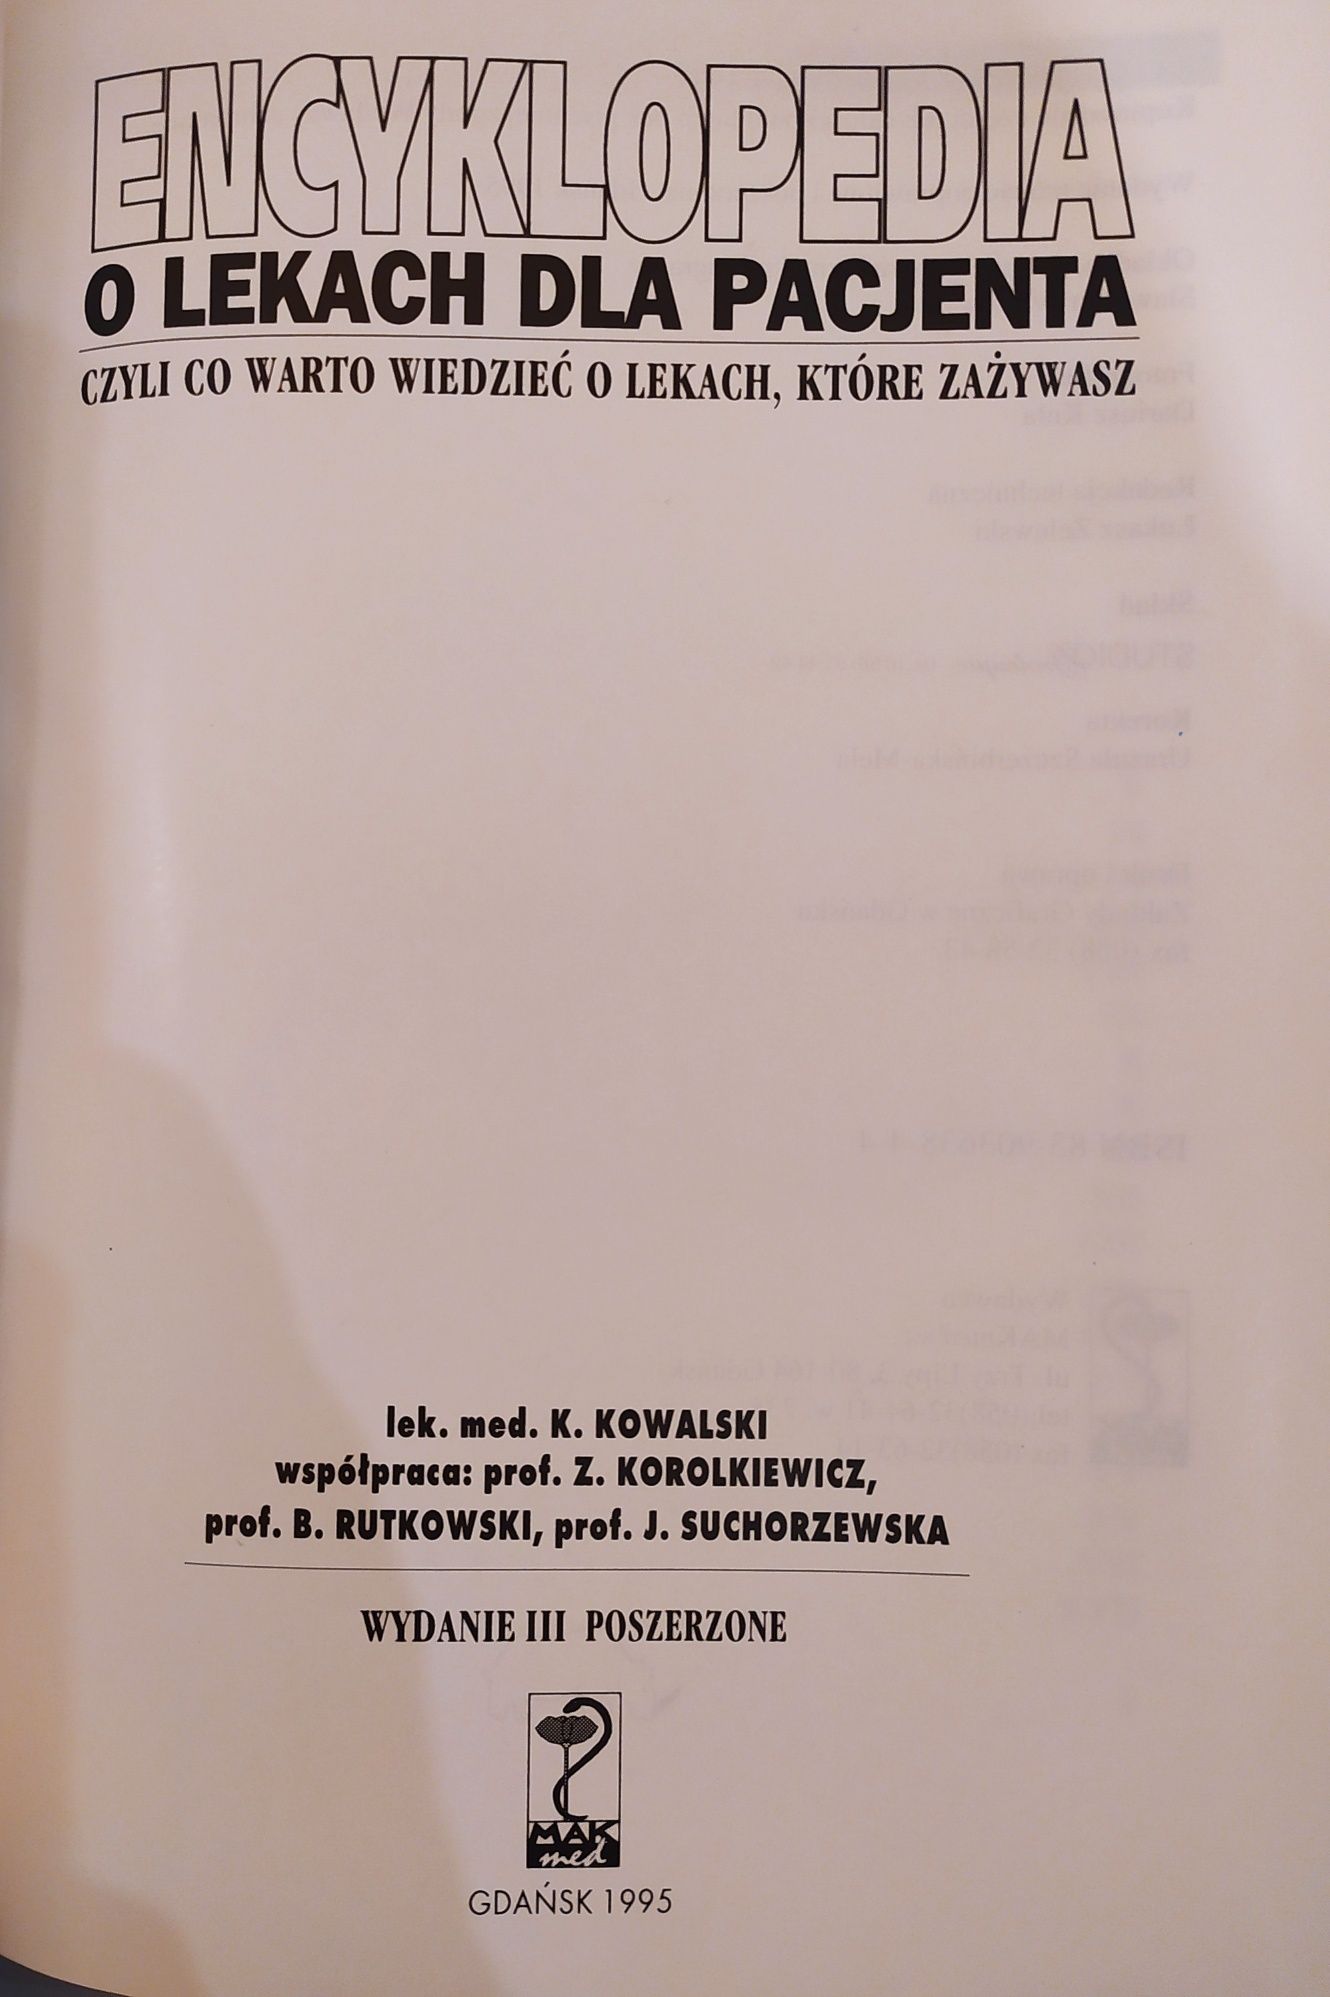 ENCYKLOPEDIA
O LEKACH DLA PACJENTA
CZYLI CO WARTO WIEDZIEĆ O LEKACH, KTÓRE ZAŻYWASZ
lek. med. K. KOWALSKI
współpraca: prof. Z. KOROLKIEWICZ,
prof. B. RUTKOWSKI, prof. J. SUCHORZEWSKA
WYDANIE III POSZERZONE
MAK
med
GDAŃSK 1995